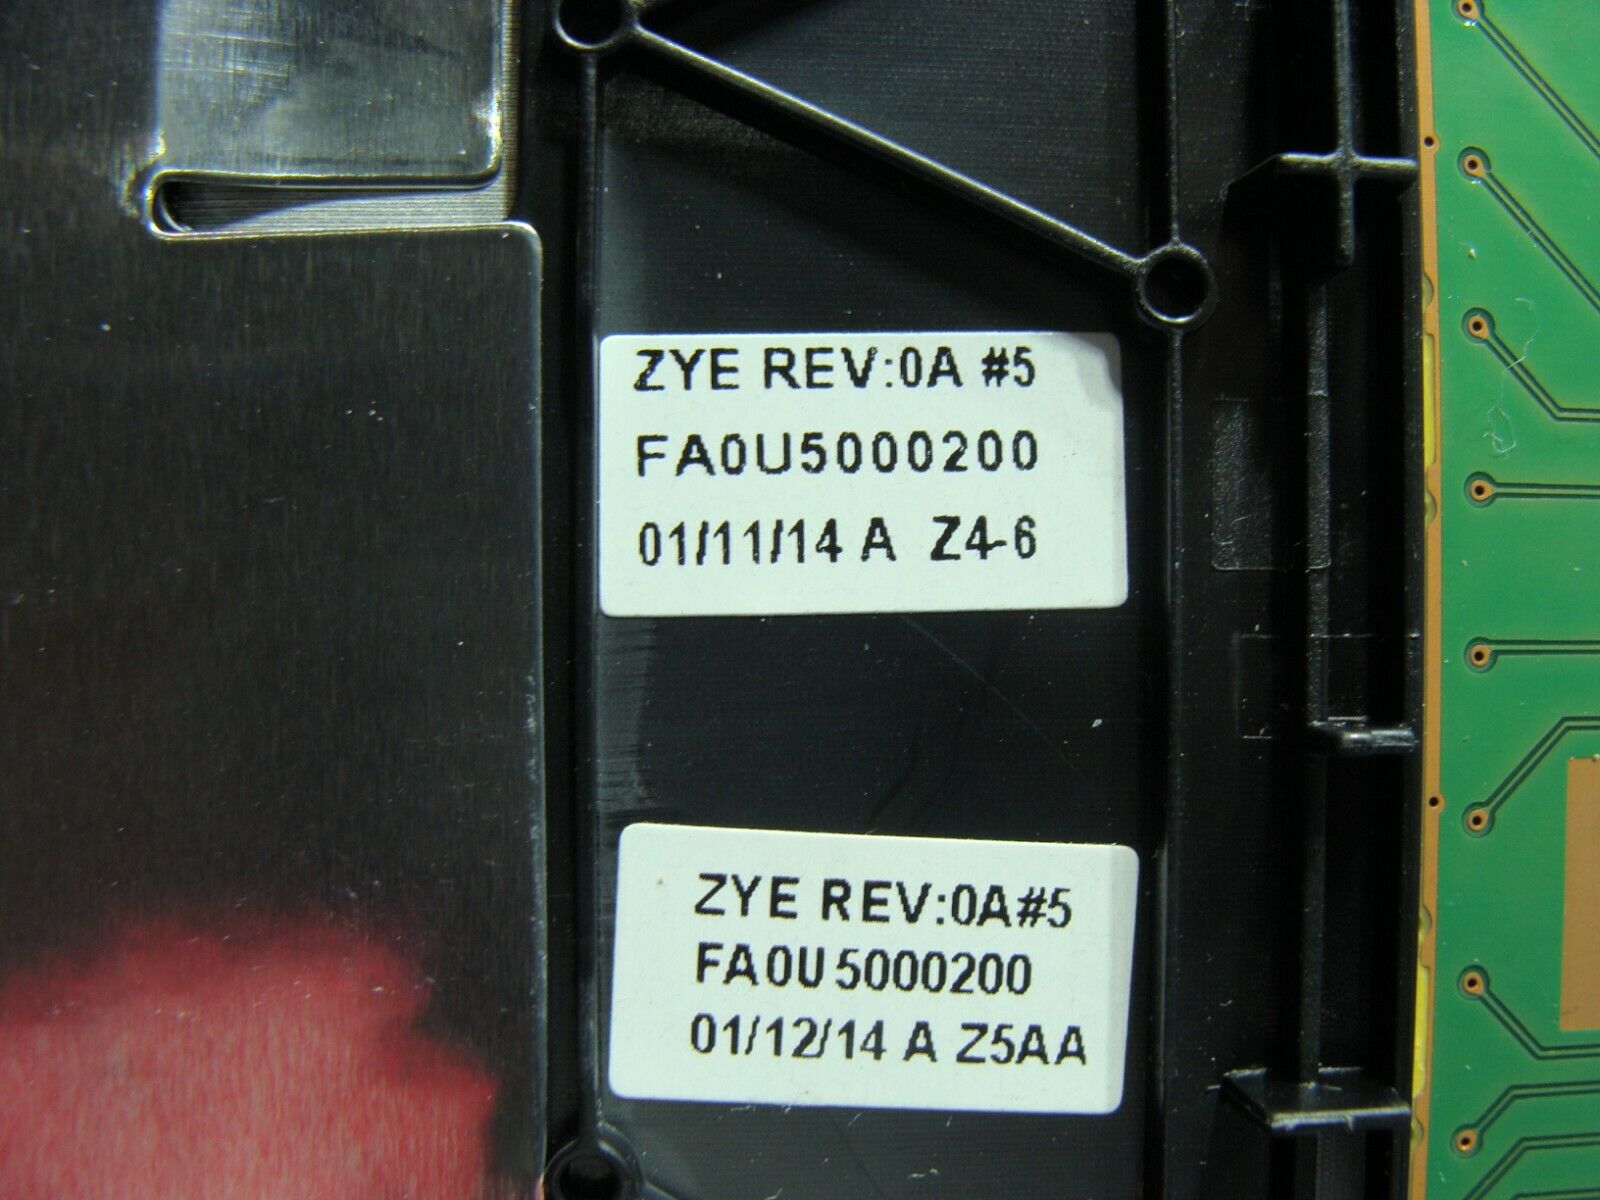 ZYE REV:0A #5
FA0U5000200
01/11/14 A Z4-6
ZYE REV:0A#5
FA0U5000200
01/12/14 A Z5AA